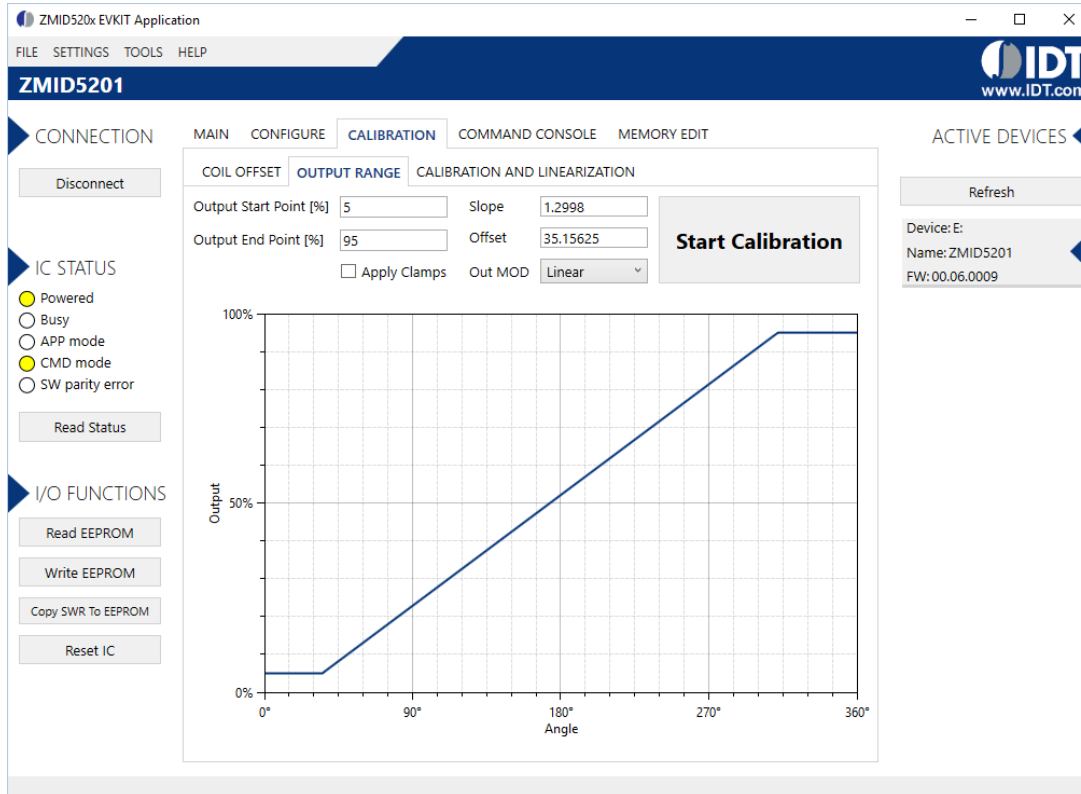 ZMID520x EVKIT Application
FILE SETTINGS TOOLS HELP
IDT
www.IDT.com
ZMID5201
CONNECTION
Disconnect
IC STATUS
Powered
Busy
APP mode
CMD mode
SW parity error
Read Status
I/O FUNCTIONS
Read EEPROM
Write EEPROM
Copy SWR To EEPROM
Reset IC
MAIN CONFIGURE CALIBRATION COMMAND CONSOLE MEMORY EDIT
COIL OFFSET OUTPUT RANGE CALIBRATION AND LINEARIZATION
Output Start Point [%] 5 Slope 1.2998
Output End Point [%] 95 Offset 35.15625
Apply Clamps Out MOD Linear
Start Calibration
100%
50%
0%
Output
0° 90° 180° 270° 360°
Angle
ACTIVE DEVICES
Refresh
Device: E:
Name: ZMID5201
FW: 00.06.0009